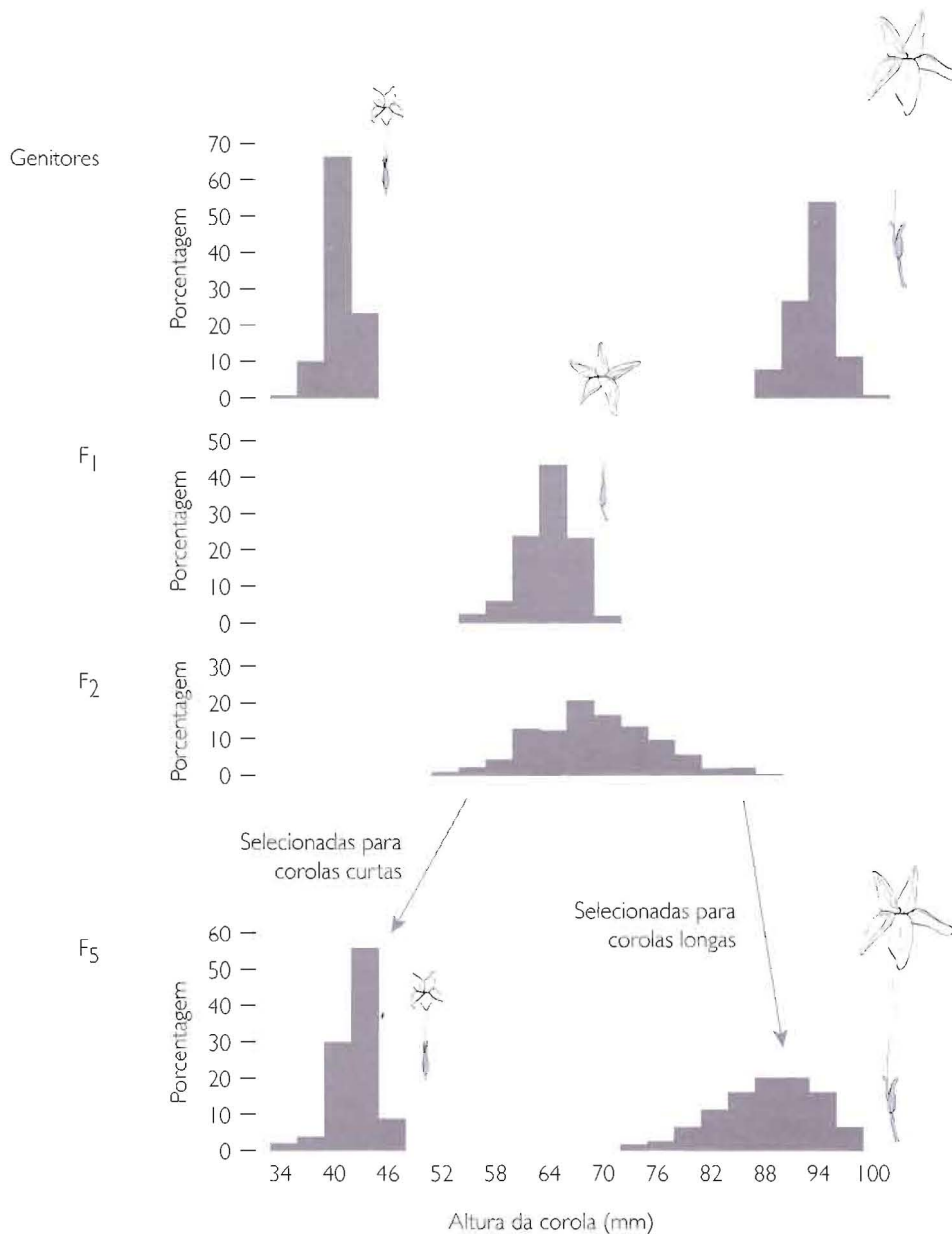 Genitores
Porcentagem
70
60
50
40
30
20
10
0
F1
Porcentagem
50
40
30
20
10
0
F2
Porcentagem
30
20
10
0
Selecionadas para
corolas curtas
Selecionadas para
corolas longas
F5
Porcentagem
60
50
40
30
20
10
0
34 40 46 52 58 64 70 76 82 88 94 100
Altura da corola (mm)